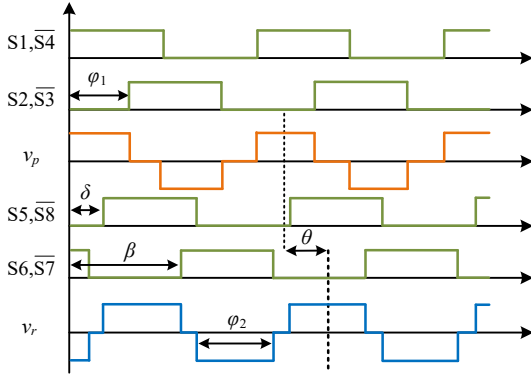 S1,S̅4̅
φ₁
S2,S̅3̅
vₚ
δ
S5,S̅8̅
θ
β
S6,S̅7̅
φ₂
vᵣ